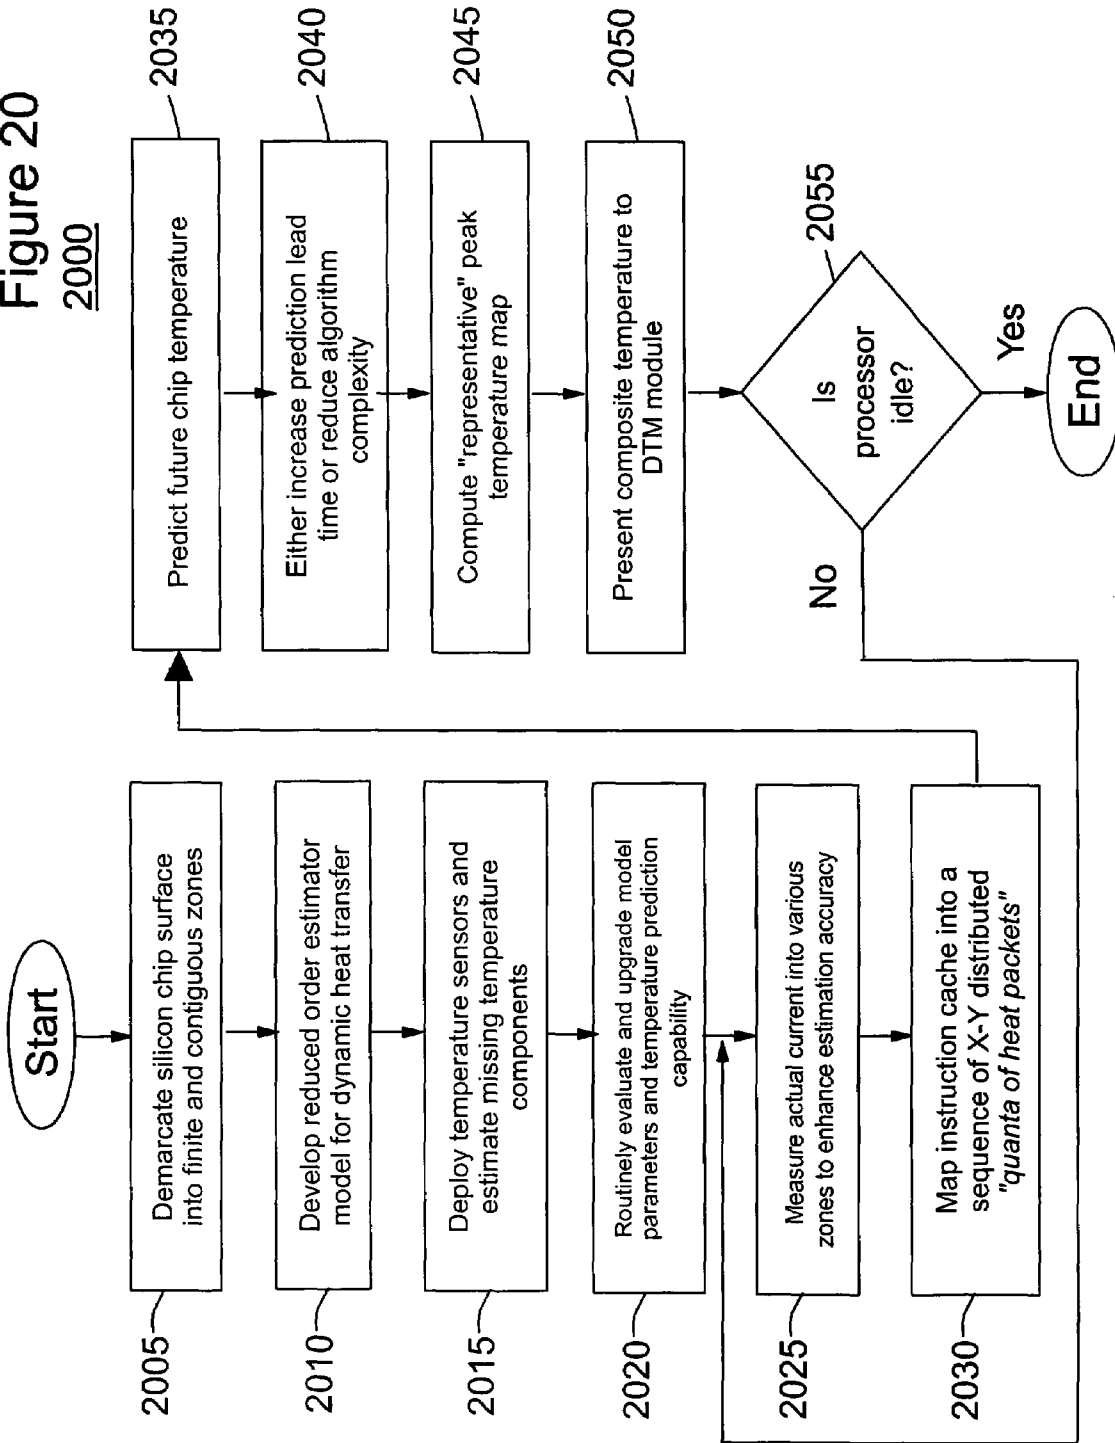 Figure 20
2000
Start
Demarcate silicon chip surface
into finite and contiguous zones
2005
Develop reduced order estimator
model for dynamic heat transfer
2010
Deploy temperature sensors and
estimate missing temperature
components
2015
Routinely evaluate and upgrade model
parameters and temperature prediction
capability
2020
Measure actual current into various
zones to enhance estimation accuracy
2025
Map instruction cache into a
sequence of X-Y distributed
"quanta of heat packets"
2030
Predict future chip temperature
2035
Either increase prediction lead
time or reduce algorithm
complexity
2040
Compute "representative" peak
temperature map
2045
Present composite temperature to
DTM module
2050
Is
processor
idle?
2055
No
Yes
End